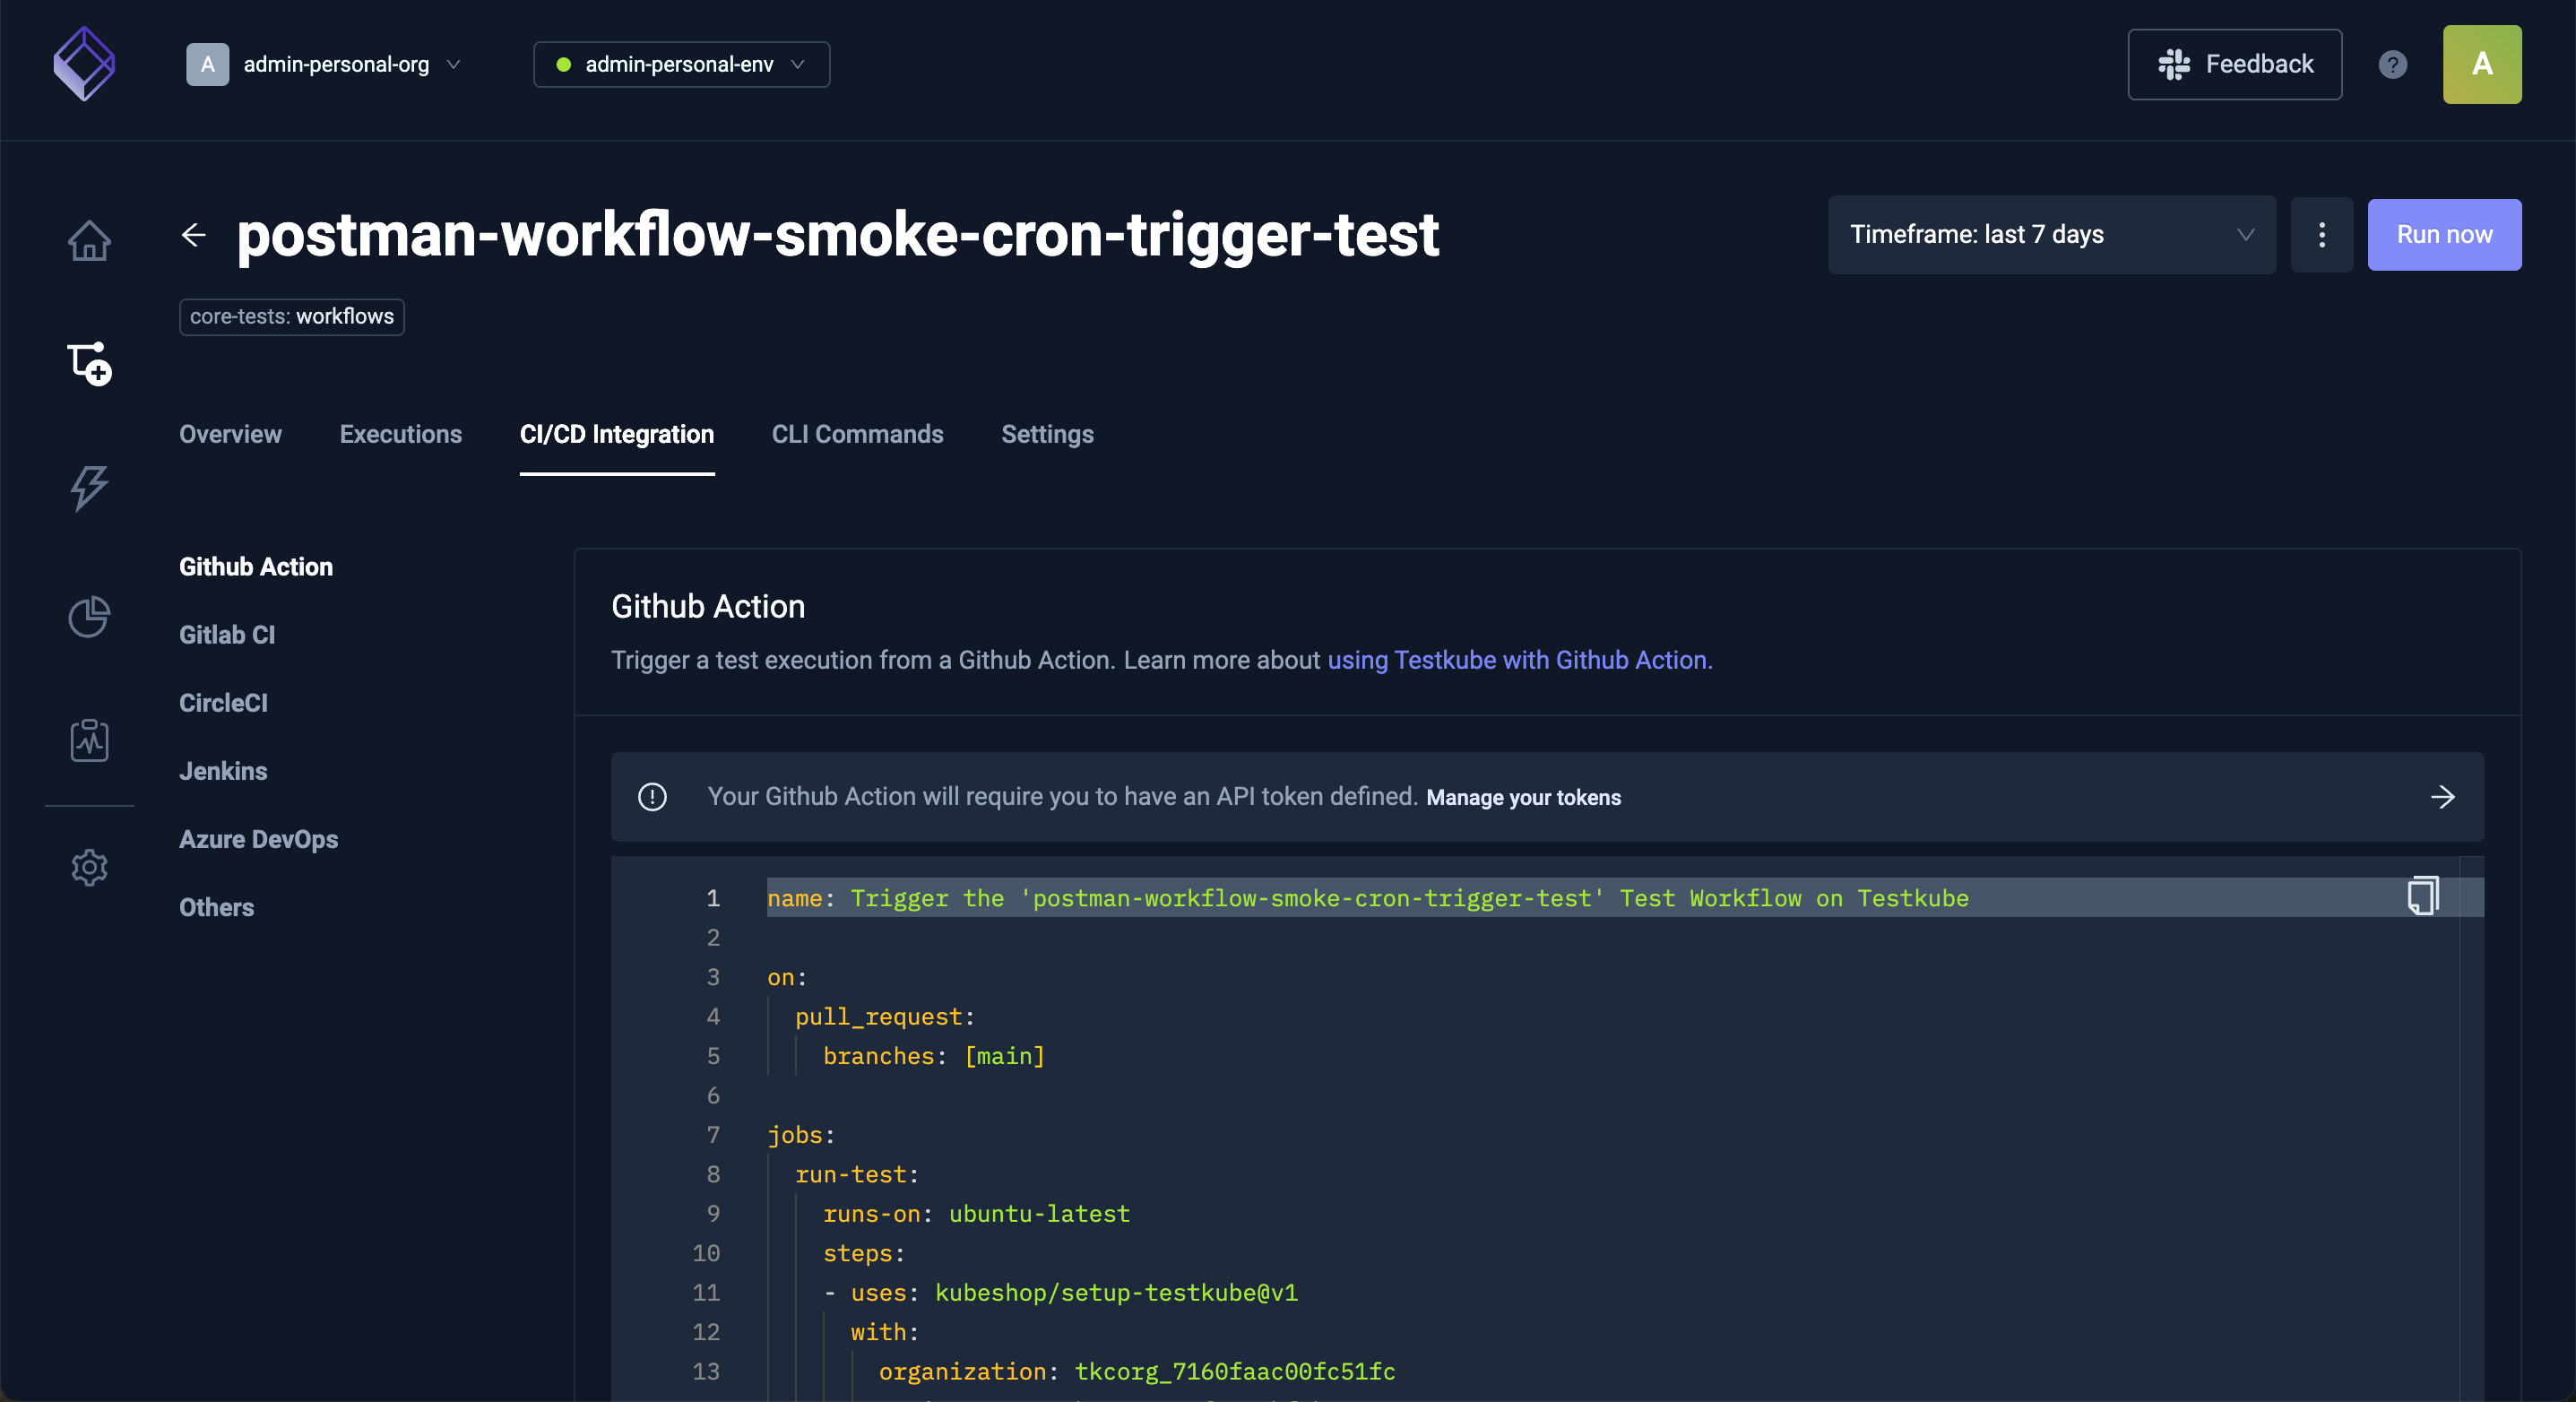 A admin-personal-org
admin-personal-env
Feedback
?
A
postman-workflow-smoke-cron-trigger-test
Timeframe: last 7 days
Run now
core-tests: workflows
Overview
Executions
CI/CD Integration
CLI Commands
Settings
Github Action
Gitlab CI
CircleCI
Jenkins
Azure DevOps
Others
Github Action
Trigger a test execution from a Github Action. Learn more about using Testkube with Github Action.
Your Github Action will require you to have an API token defined. Manage your tokens
1 name: Trigger the 'postman-workflow-smoke-cron-trigger-test' Test Workflow on Testkube
2
3 on:
4 pull_request:
5 branches: [main]
6
7 jobs:
8 run-test:
9 runs-on: ubuntu-latest
10 steps:
11 - uses: kubeshop/setup-testkube@v1
12 with:
13 organization: tkcorg_7160faac00fc51fc